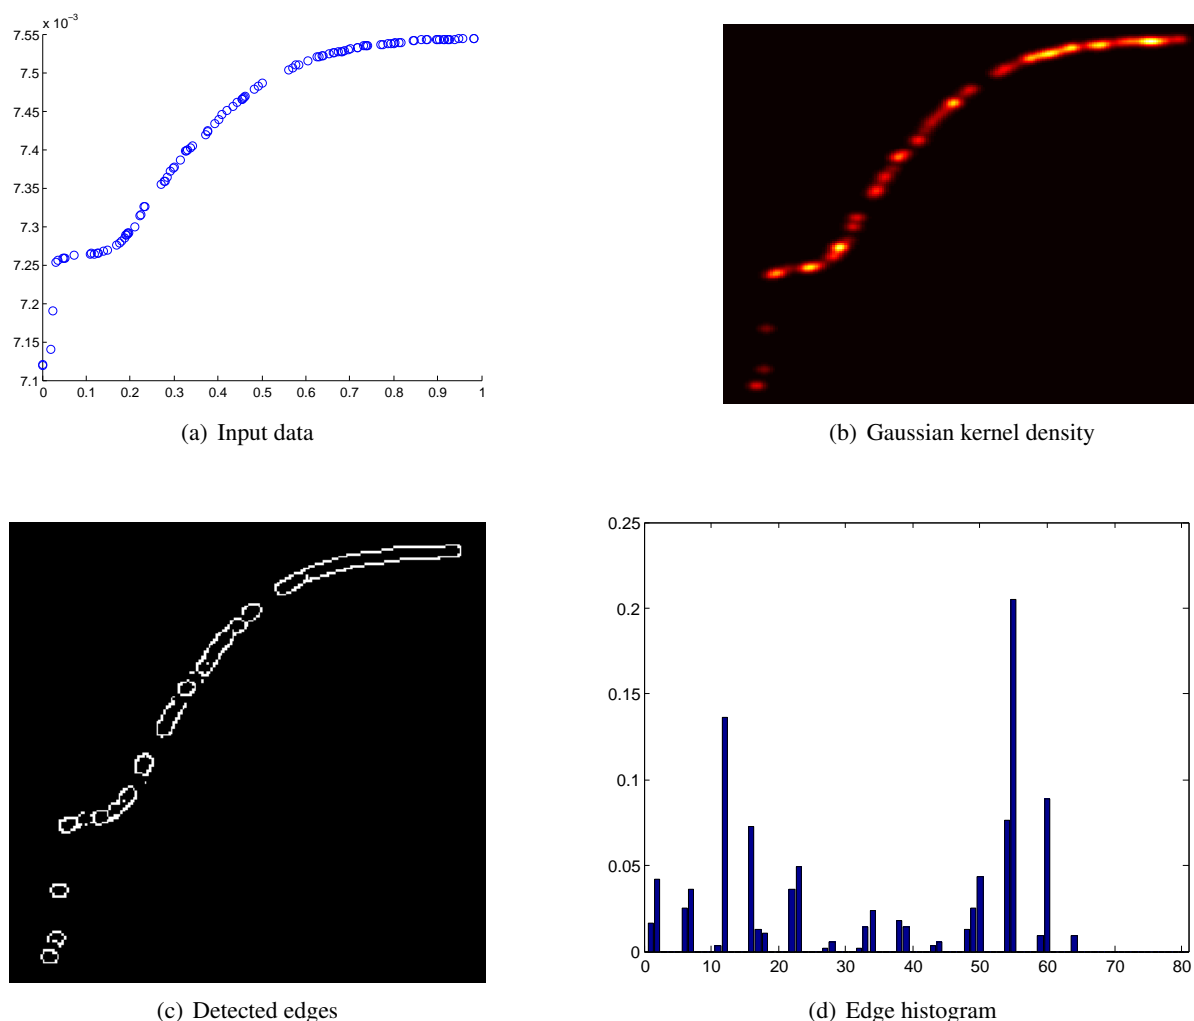 x 10⁻³
7.55
7.5
7.45
7.4
7.35
7.3
7.25
7.2
7.15
7.1
0 0.1 0.2 0.3 0.4 0.5 0.6 0.7 0.8 0.9 1
(a) Input data
(b) Gaussian kernel density
0.25
0.2
0.15
0.1
0.05
0
0 10 20 30 40 50 60 70 80
(c) Detected edges
(d) Edge histogram